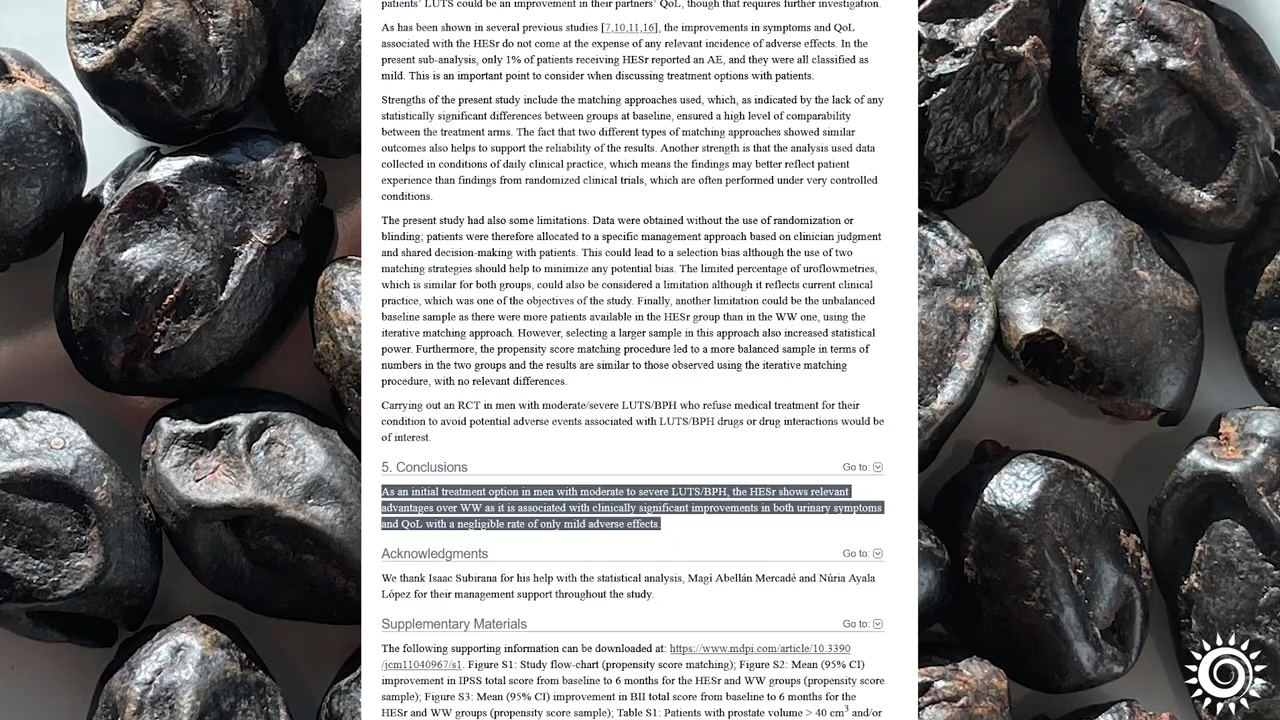 patients’ LUTS could be an improvement in their partners’ QoL, though that requires further investigation.
As has been shown in several previous studies [7,10,11,16], the improvements in symptoms and QoL
associated with the HESr do not come at the expense of any relevant incidence of adverse effects. In the
present sub-analysis, only 1% of patients receiving HESr reported an AE, and they were all classified as
mild. This is an important point to consider when discussing treatment options with patients.
Strengths of the present study include the matching approaches used, which, as indicated by the lack of any
statistically significant differences between groups at baseline, ensured a high level of comparability
between the treatment arms. The fact that two different types of matching approaches showed similar
outcomes also helps to support the reliability of the results. Another strength is that the analysis used data
collected in conditions of daily clinical practice, which means the findings may better reflect patient
experience than findings from randomized clinical trials, which are often performed under very controlled
conditions.
The present study had also some limitations. Data were obtained without the use of randomization or
blinding; patients were therefore allocated to a specific management approach based on clinician judgment
and shared decision-making with patients. This could lead to a selection bias although the use of two
matching strategies should help to minimize any potential bias. The limited percentage of uroflowmetries,
which is similar for both groups, could also be considered a limitation although it reflects current clinical
practice, which was one of the objectives of the study. Finally, another limitation could be the unbalanced
baseline sample as there were more patients available in the HESr group than in the WW one, using the
iterative matching approach. However, selecting a larger sample in this approach also increased statistical
power. Furthermore, the propensity score matching procedure led to a more balanced sample in terms of
numbers in the two groups and the results are similar to those observed using the iterative matching
procedure, with no relevant differences.
Carrying out an RCT in men with moderate/severe LUTS/BPH who refuse medical treatment for their
condition to avoid potential adverse events associated with LUTS/BPH drugs or drug interactions would be
of interest.
5. Conclusions Go to:
As an initial treatment option in men with moderate to severe LUTS/BPH, the HESr shows relevant
advantages over WW as it is associated with clinically significant improvements in both urinary symptoms
and QoL with a negligible rate of only mild adverse effects.
Acknowledgments Go to:
We thank Isaac Subirana for his help with the statistical analysis, Magí Abellán Mercadé and Núria Ayala
López for their management support throughout the study.
Supplementary Materials Go to:
The following supporting information can be downloaded at: https://www.mdpi.com/article/10.3390
/jcm11040967/s1. Figure S1: Study flow-chart (propensity score matching); Figure S2: Mean (95% CI)
improvement in IPSS total score from baseline to 6 months for the HESr and WW groups (propensity score
sample); Figure S3: Mean (95% CI) improvement in BII total score from baseline to 6 months for the
HESr and WW groups (propensity score sample); Table S1: Patients with prostate volume > 40 cm³ and/or